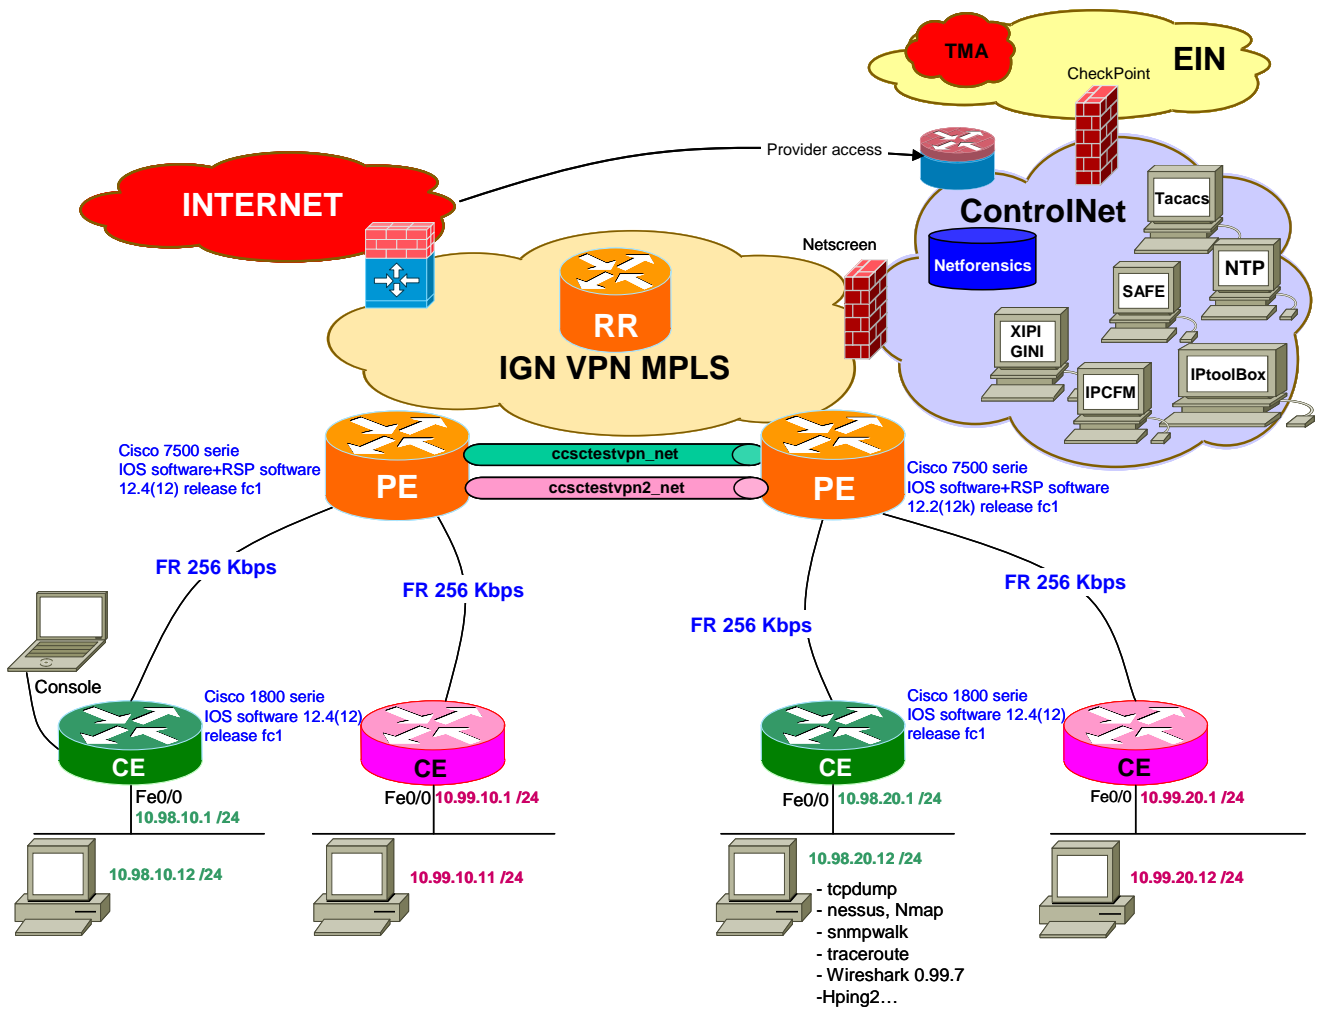 TMA
EIN
CheckPoint
Provider access
INTERNET
ControlNet
Tacacs
Netscreen
Netforensics
NTP
SAFE
RR
XIPI
GINI
IGN VPN MPLS
IPtoolBox
IPCFM
Cisco 7500 serie
IOS software+RSP software
12.4(12) release fc1
PE
ccsctestvpn_net
ccsctestvpn2_net
PE
Cisco 7500 serie
IOS software+RSP software
12.2(12k) release fc1
FR 256 Kbps
FR 256 Kbps
FR 256 Kbps
FR 256 Kbps
Console
Cisco 1800 serie
IOS software 12.4(12)
release fc1
Cisco 1800 serie
IOS software 12.4(12)
release fc1
CE
CE
CE
CE
Fe0/0
10.98.10.1 /24
Fe0/0 10.99.10.1 /24
Fe0/0 10.98.20.1 /24
Fe0/0 10.99.20.1 /24
10.98.10.12 /24
10.99.10.11 /24
10.98.20.12 /24
10.99.20.12 /24
- tcpdump
- nessus, Nmap
- snmpwalk
- traceroute
- Wireshark 0.99.7
-Hping2…